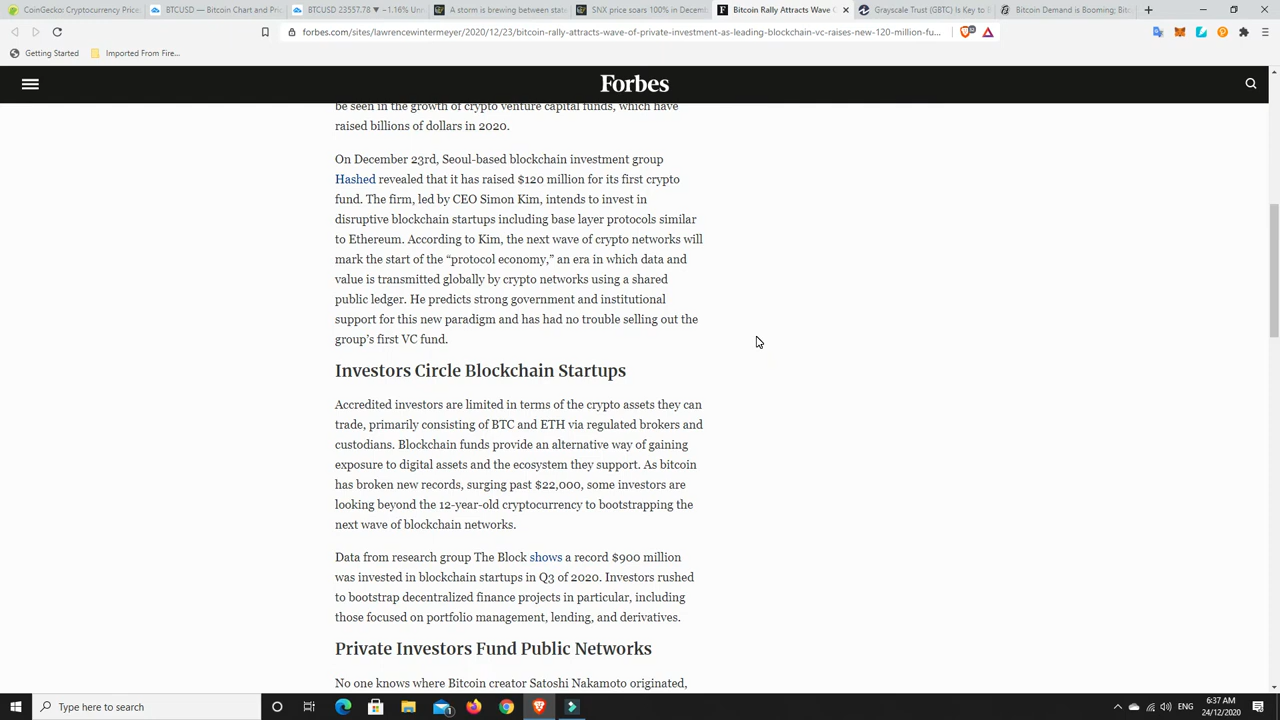 CoinGecko: Cryptocurrency Price
BTCUSD — Bitcoin Chart and Pri
BTCUSD 23557.78 ▼ −1.16% Un
A storm is brewing between stat
SNX price soars 100% in Decem
Bitcoin Rally Attracts Wave C
Grayscale Trust (GBTC) Is Key to B
Bitcoin Demand is Booming; Bit
forbes.com/sites/lawrencewintermeyer/2020/12/23/bitcoin-rally-attracts-wave-of-private-investment-as-leading-blockchain-vc-raises-new-120-million-fu...
Getting Started
Imported From Fire...
Forbes
be seen in the growth of crypto venture capital funds, which have
raised billions of dollars in 2020.
On December 23rd, Seoul-based blockchain investment group
Hashed revealed that it has raised $120 million for its first crypto
fund. The firm, led by CEO Simon Kim, intends to invest in
disruptive blockchain startups including base layer protocols similar
to Ethereum. According to Kim, the next wave of crypto networks will
mark the start of the “protocol economy,” an era in which data and
value is transmitted globally by crypto networks using a shared
public ledger. He predicts strong government and institutional
support for this new paradigm and has had no trouble selling out the
group’s first VC fund.
Investors Circle Blockchain Startups
Accredited investors are limited in terms of the crypto assets they can
trade, primarily consisting of BTC and ETH via regulated brokers and
custodians. Blockchain funds provide an alternative way of gaining
exposure to digital assets and the ecosystem they support. As bitcoin
has broken new records, surging past $22,000, some investors are
looking beyond the 12-year-old cryptocurrency to bootstrapping the
next wave of blockchain networks.
Data from research group The Block shows a record $900 million
was invested in blockchain startups in Q3 of 2020. Investors rushed
to bootstrap decentralized finance projects in particular, including
those focused on portfolio management, lending, and derivatives.
Private Investors Fund Public Networks
No one knows where Bitcoin creator Satoshi Nakamoto originated,
Type here to search
ENG
6:37 AM
24/12/2020